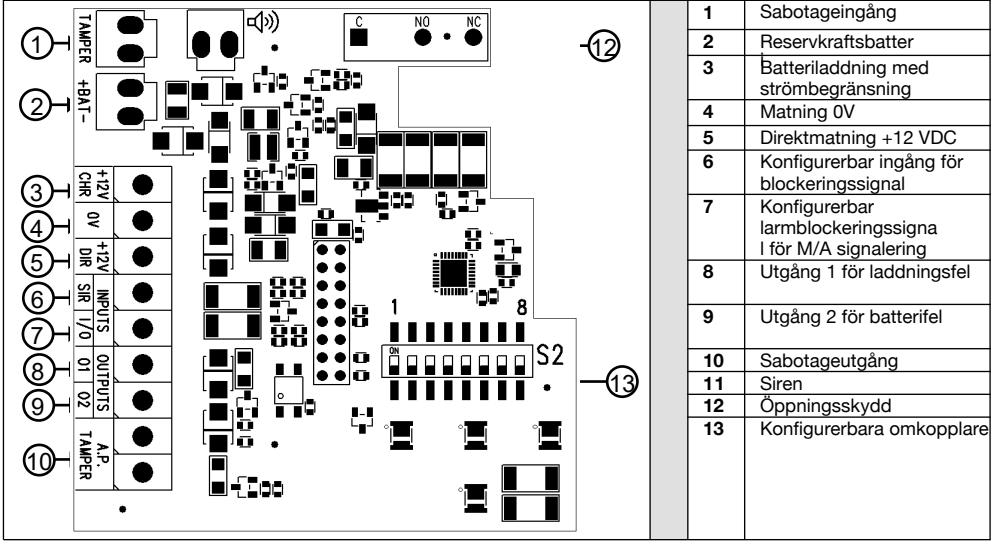 1
TAMPER
C NO NC
12
2
+BAT-
3
+12V
CHR
4
0V
5
+12V
DIR
6
INPUTS
SIR
7
I/O
8
OUTPUTS
O1
9
O2
10
A.P.
TAMPER
1 8
ON
S2
13
1 Sabotageingång
2 Reservkraftsbatter
i
3 Batteriladdning med
strömbegränsning
4 Matning 0V
5 Direktmatning +12 VDC
6 Konfigurerbar ingång för
blockeringssignal
7 Konfigurerbar
larmblockeringssigna
l för M/A signalering
8 Utgång 1 för laddningsfel
9 Utgång 2 för batterifel
10 Sabotageutgång
11 Siren
12 Öppningsskydd
13 Konfigurerbara omkopplare